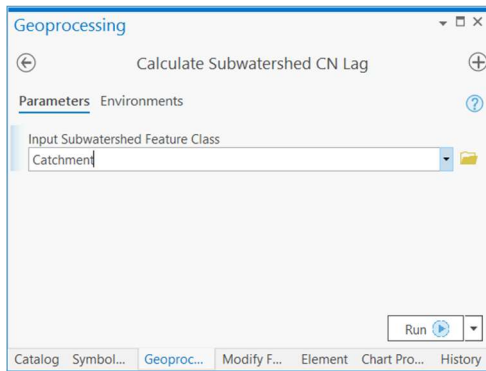 Geoprocessing
Calculate Subwatershed CN Lag
Parameters Environments
Input Subwatershed Feature Class
Catchment
Run
Catalog Symbol... Geoproc... Modify F... Element Chart Pro... History